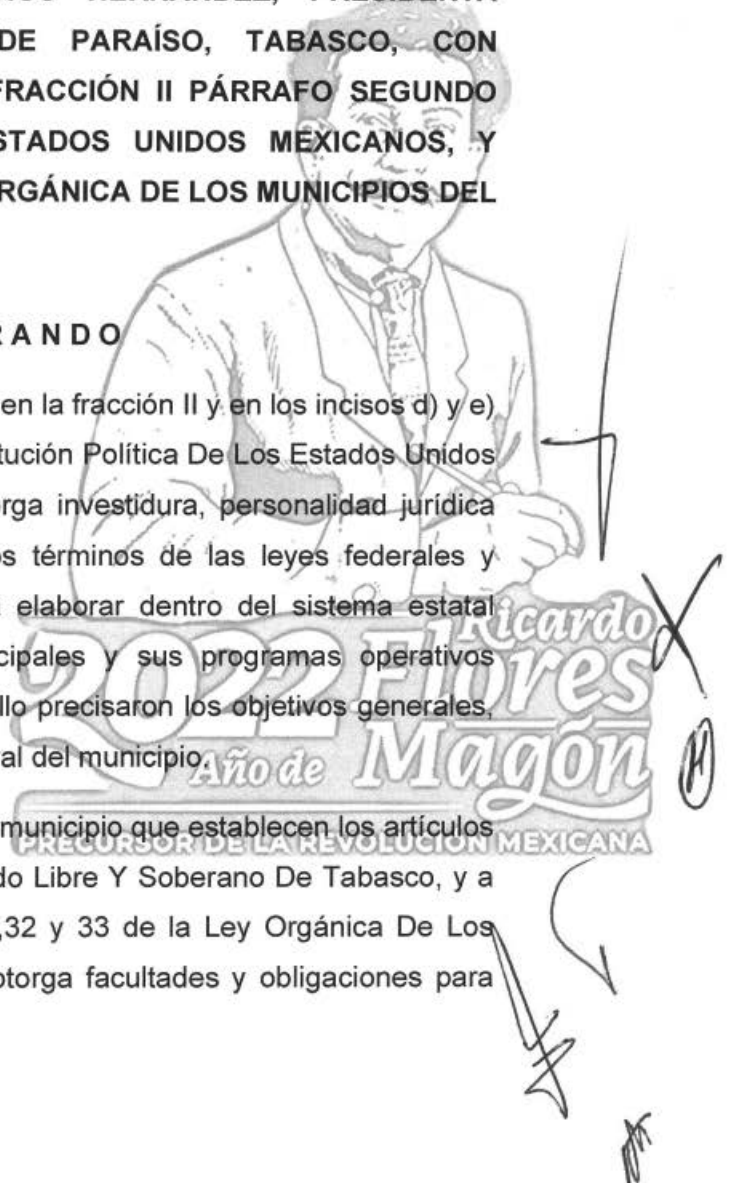 HERNÁNDEZ, PRESIDENTA
DE PARAÍSO, TABASCO, CON
FRACCIÓN II PÁRRAFO SEGUNDO
STADOS UNIDOS MEXICANOS, Y
RGÁNICA DE LOS MUNICIPIOS DEL
R A N D O
en la fracción II y en los incisos d) y e)
tución Política De Los Estados Unidos
rga investidura, personalidad jurídica
os términos de las leyes federales y
elaborar dentro del sistema estatal
cipales y sus programas operativos
llo precisaron los objetivos generales,
al del municipio.
municipio que establecen los artículos
do Libre Y Soberano De Tabasco, y a
,32 y 33 de la Ley Orgánica De Los
otorga facultades y obligaciones para
2022 Ricardo
Flores
Año de Magón
PRECURSOR DE LA REVOLUCIÓN MEXICANA